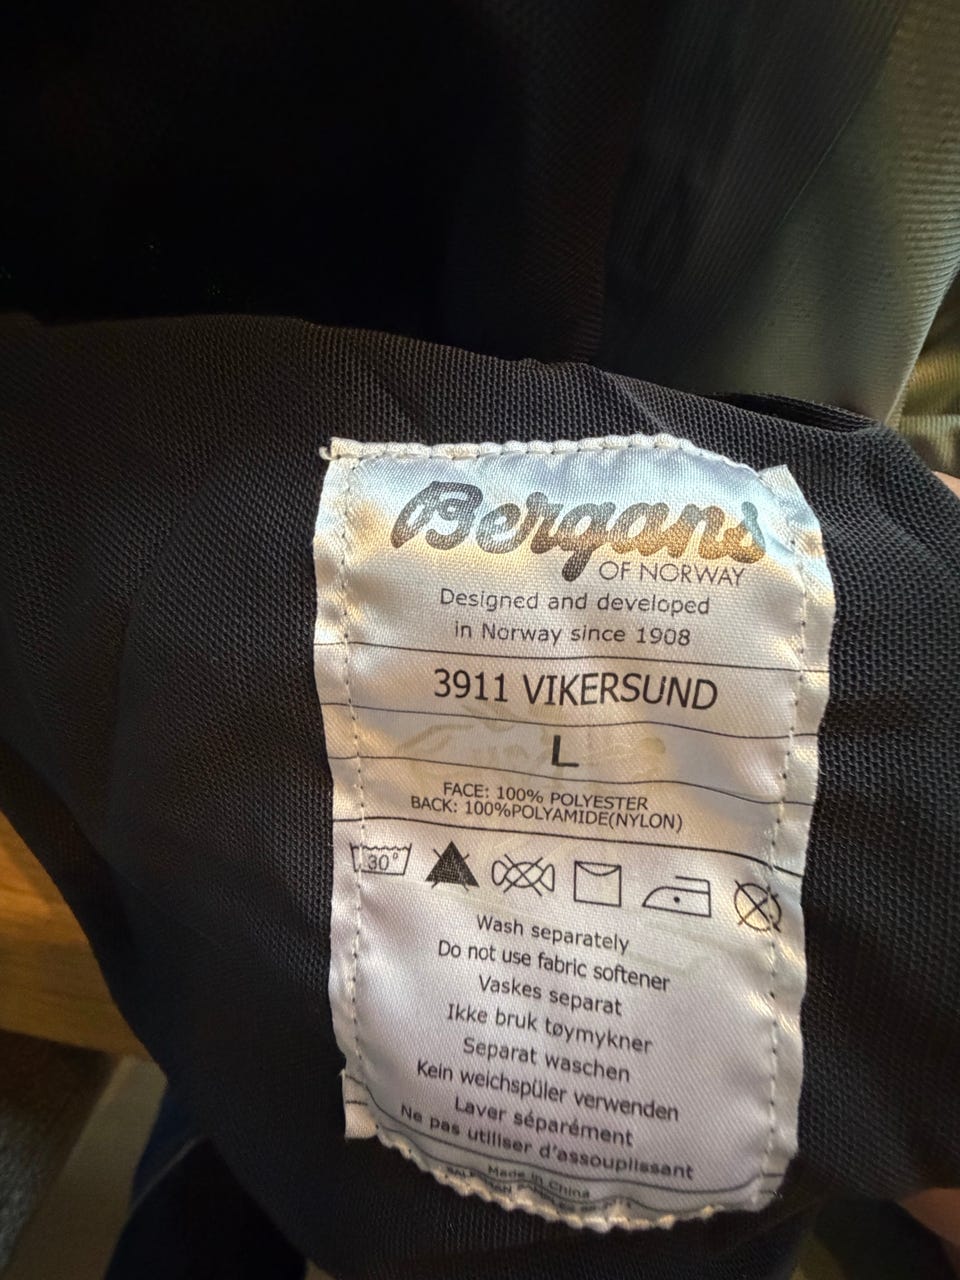 Bergans
OF NORWAY
Designed and developed
in Norway since 1908
3911 VIKERSUND
L
FACE: 100% POLYESTER
BACK: 100%POLYAMIDE(NYLON)
30°
Wash separately
Do not use fabric softener
Vaskes separat
Ikke bruk tøymykner
Separat waschen
Kein weichspüler verwenden
Laver séparément
Ne pas utiliser d'assouplissant
Made in China